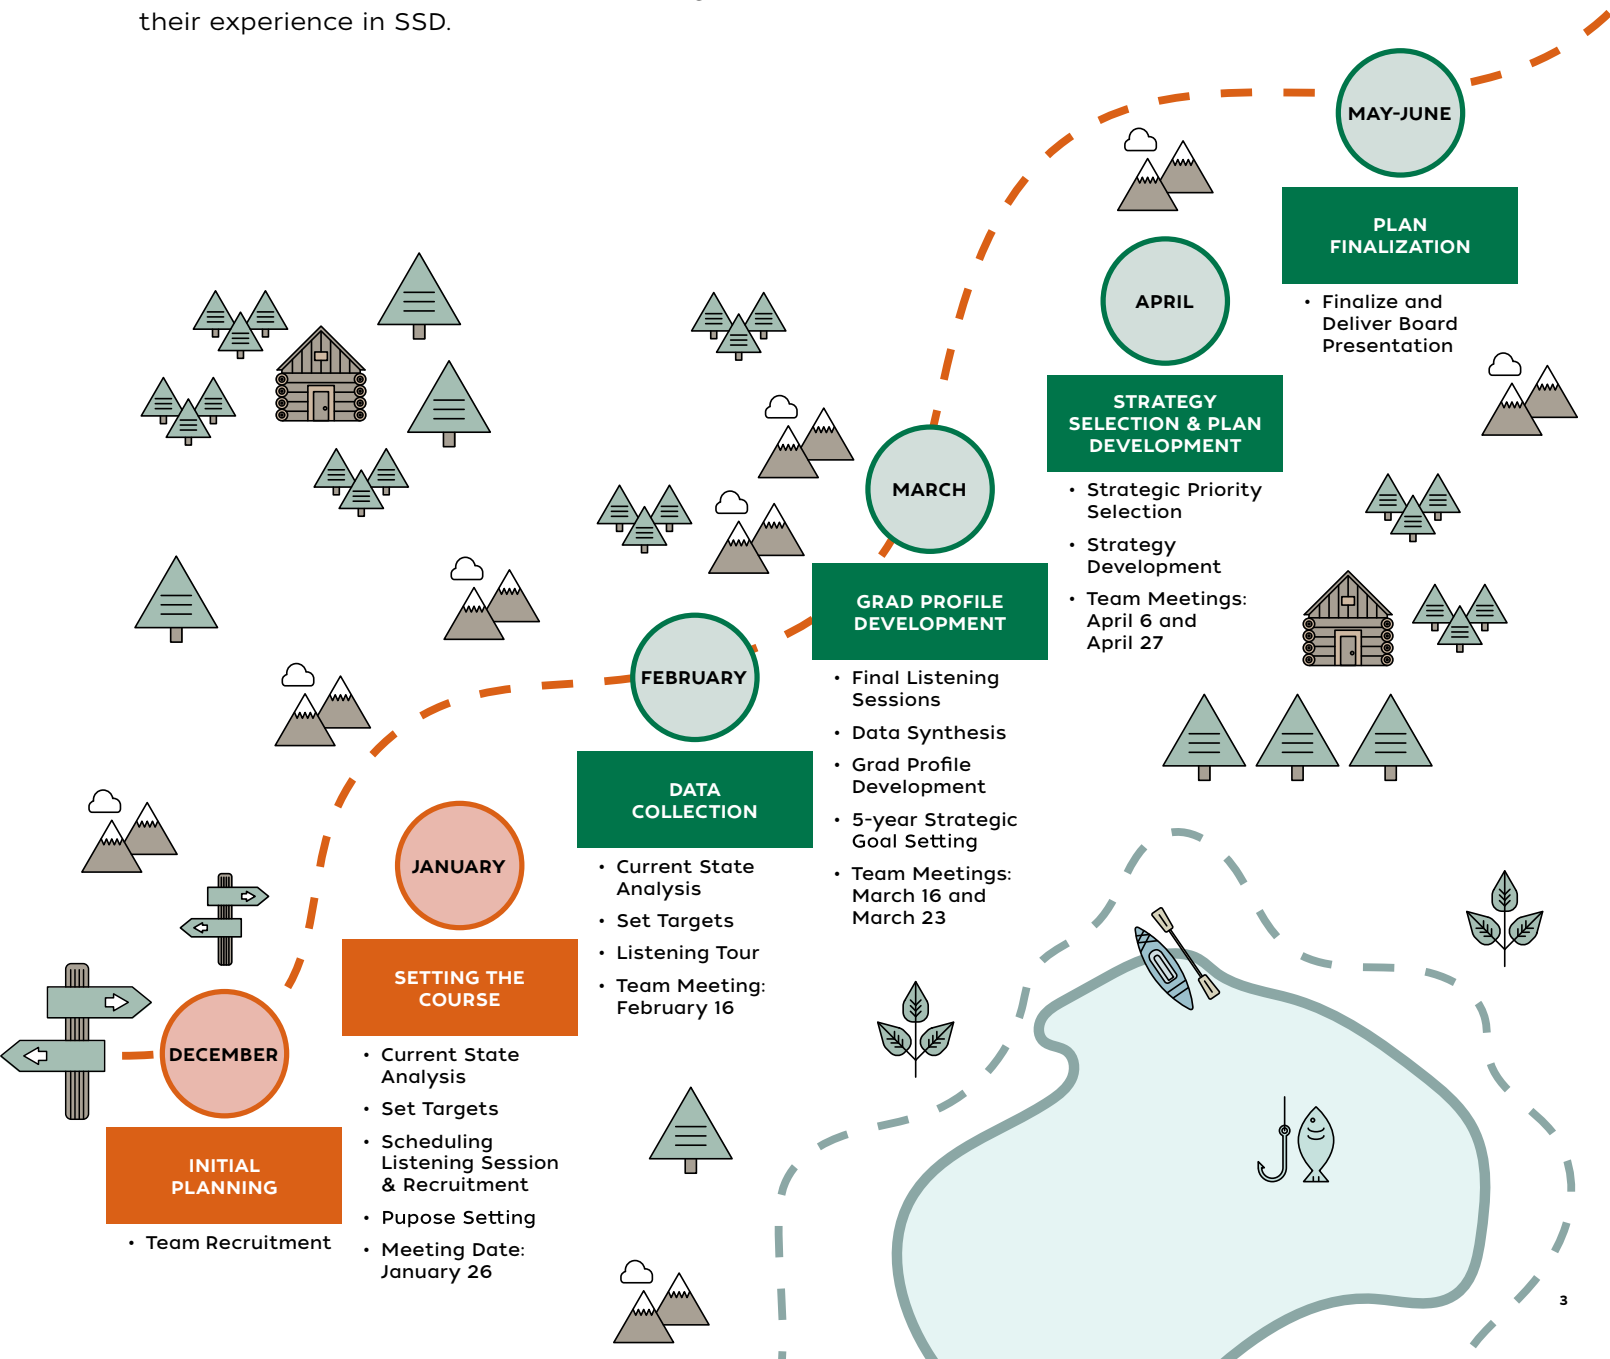 their experience in SSD.
DECEMBER
INITIAL
PLANNING
• Team Recruitment
JANUARY
SETTING THE
COURSE
• Current State
Analysis
• Set Targets
• Scheduling
Listening Session
& Recruitment
• Pupose Setting
• Meeting Date:
January 26
FEBRUARY
DATA
COLLECTION
• Current State
Analysis
• Set Targets
• Listening Tour
• Team Meeting:
February 16
MARCH
GRAD PROFILE
DEVELOPMENT
• Final Listening
Sessions
• Data Synthesis
• Grad Profile
Development
• 5-year Strategic
Goal Setting
• Team Meetings:
March 16 and
March 23
APRIL
STRATEGY
SELECTION & PLAN
DEVELOPMENT
• Strategic Priority
Selection
• Strategy
Development
• Team Meetings:
April 6 and
April 27
MAY-JUNE
PLAN
FINALIZATION
• Finalize and
Deliver Board
Presentation
3